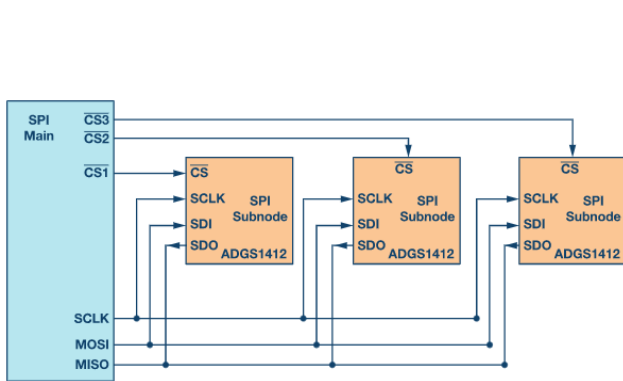 SPI
Main
CS3
CS2
CS1
SCLK
MOSI
MISO
CS
SCLK
SDI
SDO
SPI
Subnode
ADGS1412
CS
SCLK
SDI
SDO
SPI
Subnode
ADGS1412
CS
SCLK
SDI
SDO
SPI
Subnode
ADGS1412